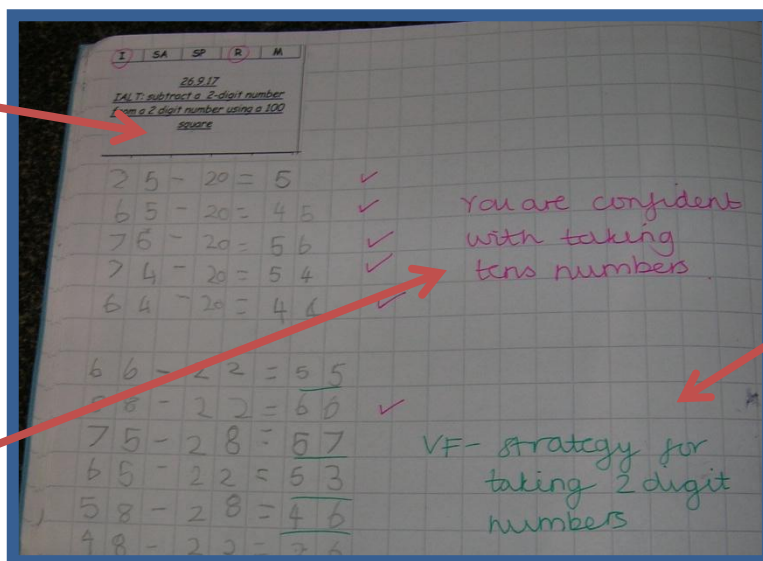 I SA SP R M
26.9.17
IALT: subtract a 2-digit number
from a 2 digit number using a 100
square
25 - 20 = 5 ✓
65 - 20 = 45 ✓
76 - 20 = 56 ✓
74 - 20 = 54 ✓
64 - 20 = 44 ✓
You are confident
with taking
tens numbers.
66 - 22 = 55
8 - 22 = 66 ✓
75 - 28 = 57
65 - 22 = 53
58 - 28 = 46
48 - 22 =
VF - strategy for
taking 2 digit
numbers